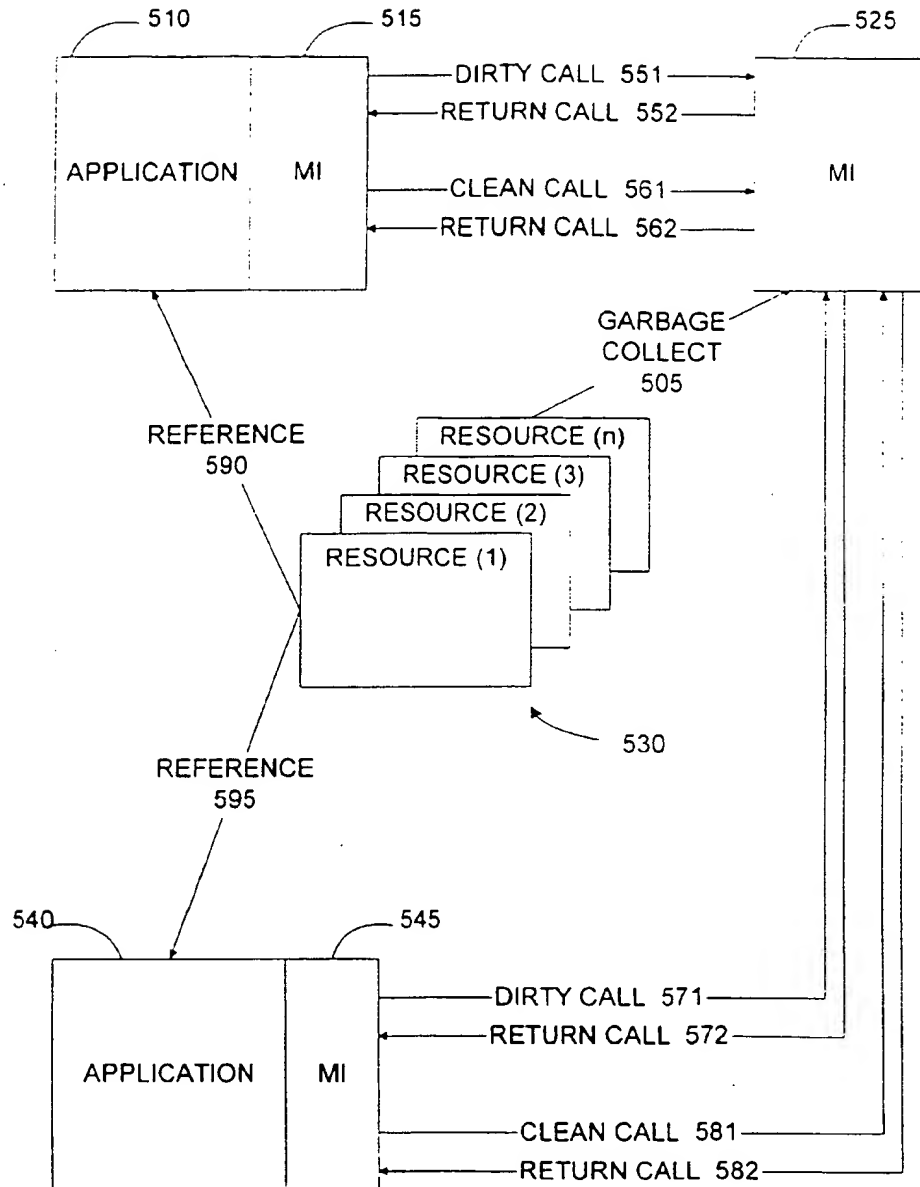 510
515
525
DIRTY CALL 551
RETURN CALL 552
APPLICATION
MI
CLEAN CALL 561
MI
RETURN CALL 562
GARBAGE
COLLECT
505
REFERENCE
590
RESOURCE (n)
RESOURCE (3)
RESOURCE (2)
RESOURCE (1)
530
REFERENCE
595
540
545
DIRTY CALL 571
RETURN CALL 572
APPLICATION
MI
CLEAN CALL 581
RETURN CALL 582